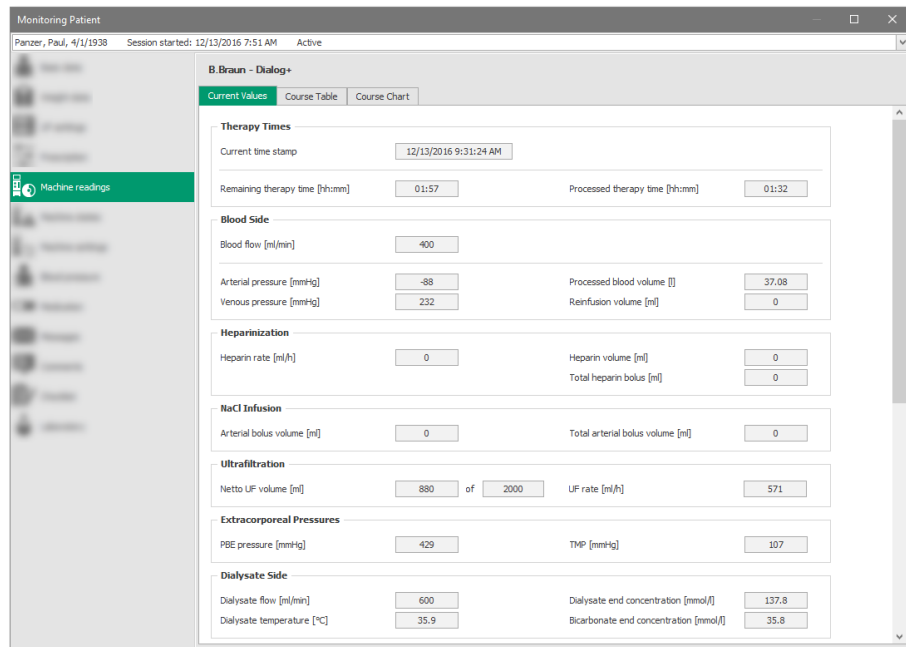 Monitoring Patient
Panzer, Paul, 4/1/1938 Session started: 12/13/2016 7:51 AM Active
B.Braun - Dialog+
Current Values Course Table Course Chart
Therapy Times
Current time stamp 12/13/2016 9:31:24 AM
Machine readings
Remaining therapy time [hh:mm] 01:57 Processed therapy time [hh:mm] 01:32
Blood Side
Blood flow [ml/min] 400
Arterial pressure [mmHg] -88 Processed blood volume [l] 37.08
Venous pressure [mmHg] 232 Reinfusion volume [ml] 0
Heparinization
Heparin rate [ml/h] 0 Heparin volume [ml] 0
Total heparin bolus [ml] 0
NaCl Infusion
Arterial bolus volume [ml] 0 Total arterial bolus volume [ml] 0
Ultrafiltration
Netto UF volume [ml] 880 of 2000 UF rate [ml/h] 571
Extracorporeal Pressures
PBE pressure [mmHg] 429 TMP [mmHg] 107
Dialysate Side
Dialysate flow [ml/min] 600 Dialysate end concentration [mmol/l] 137.8
Dialysate temperature [°C] 35.9 Bicarbonate end concentration [mmol/l] 35.8